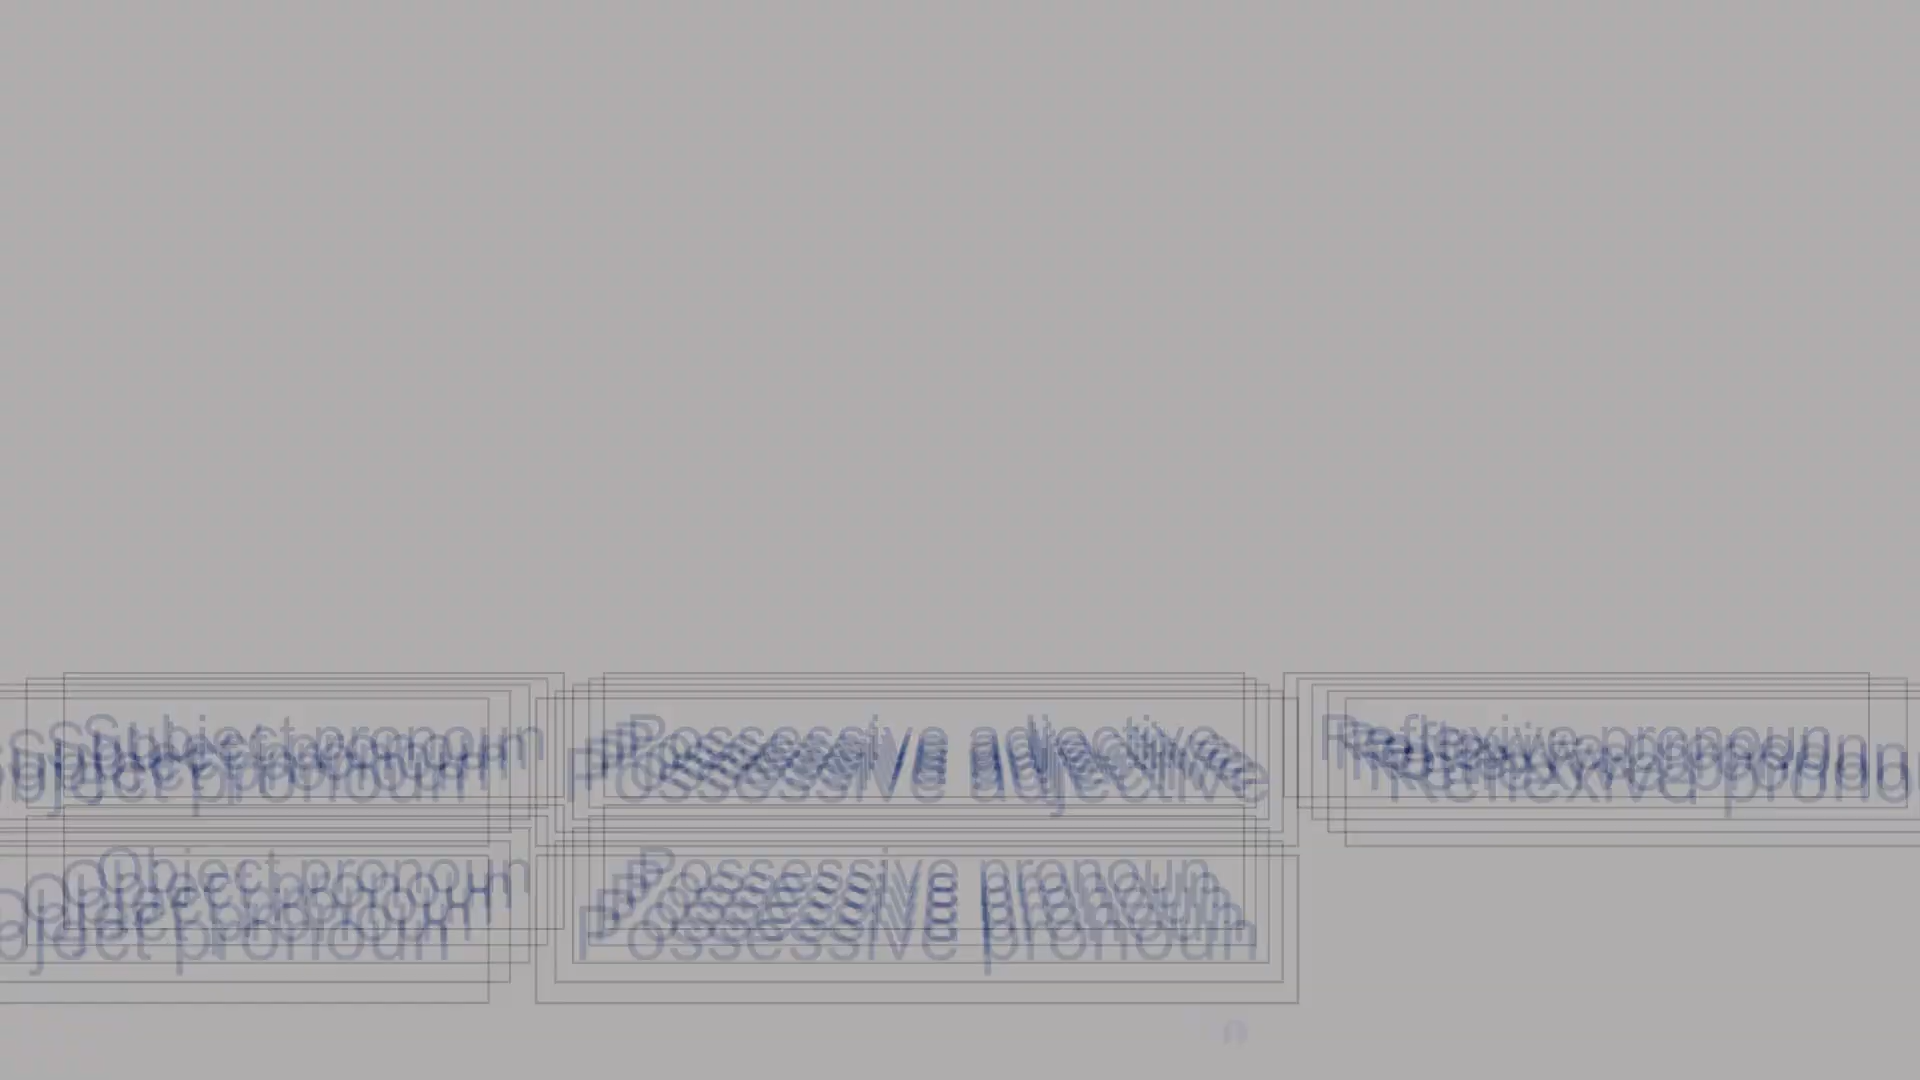 Subject pronoun
Possessive adjective
Reflexive pronoun
Object pronoun
Possessive pronoun
n